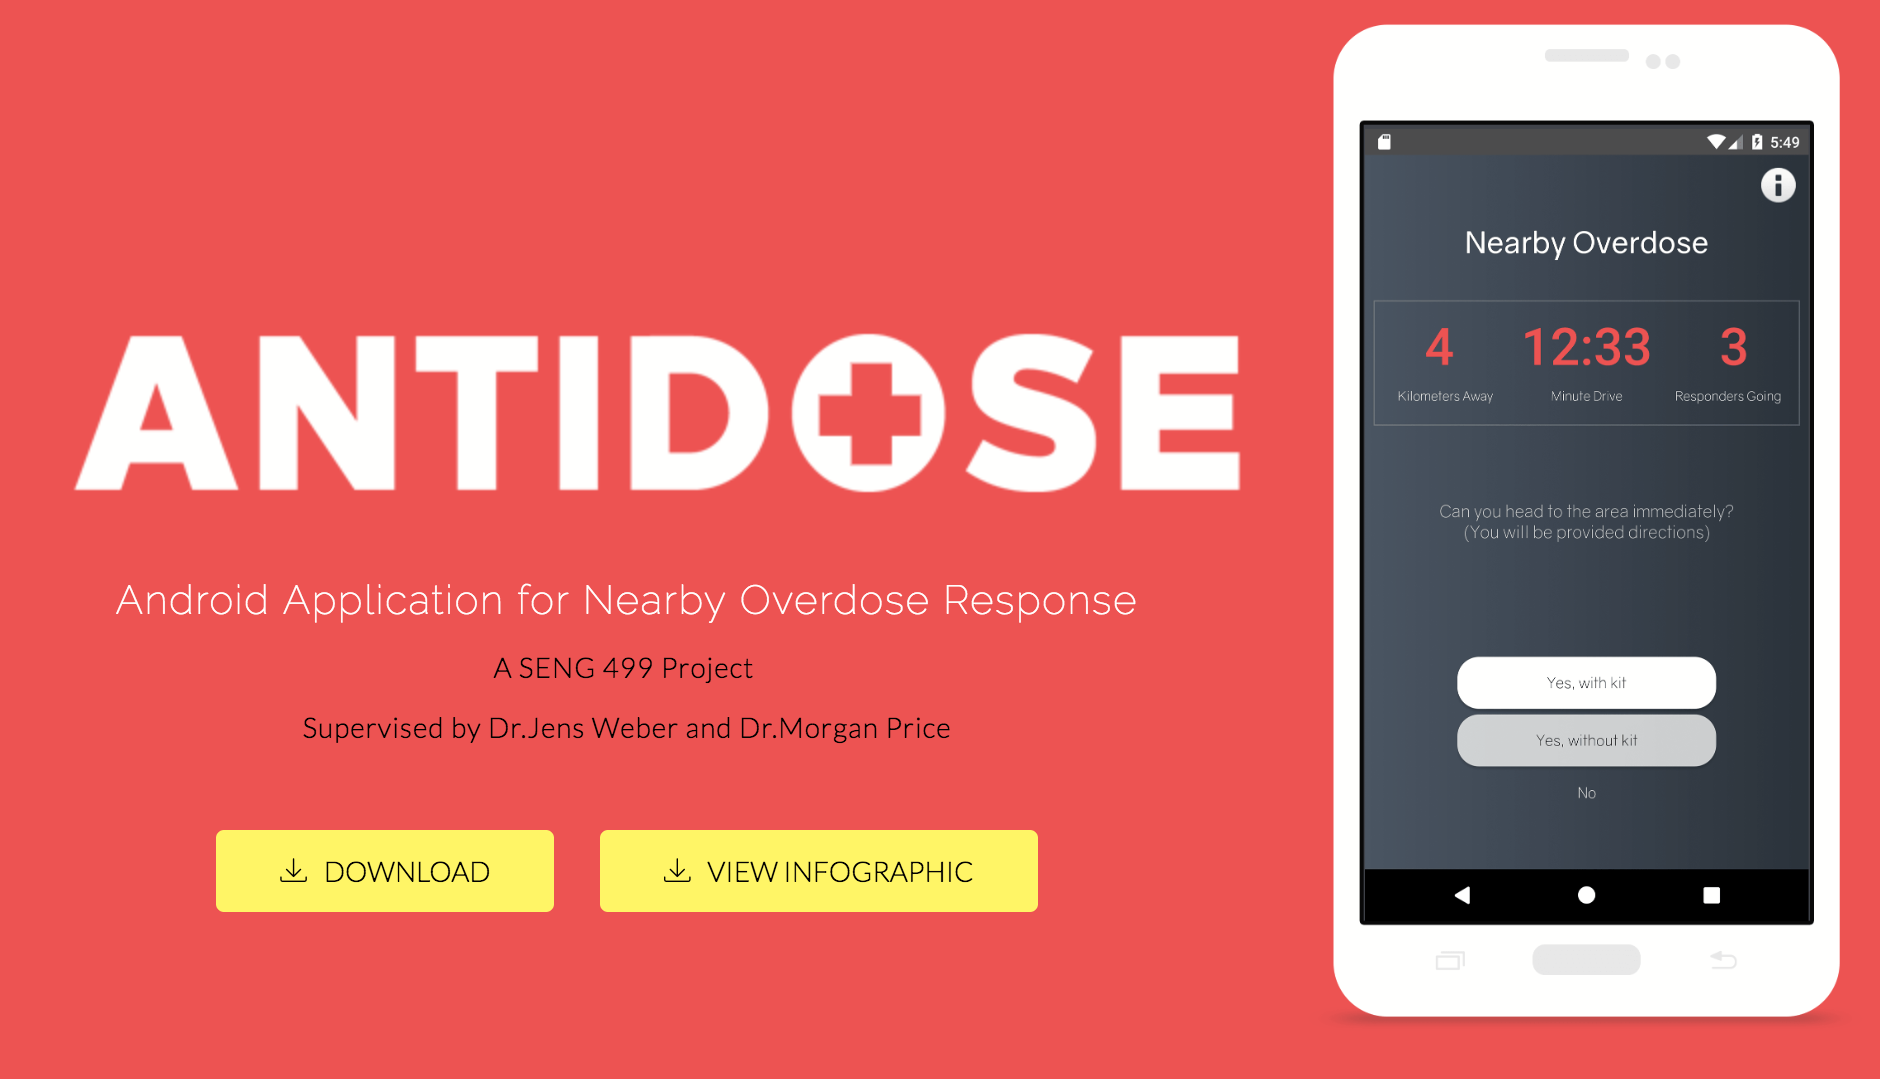 ANTIDOSE
Android Application for Nearby Overdose Response
A SENG 499 Project
Supervised by Dr.Jens Weber and Dr.Morgan Price
DOWNLOAD
VIEW INFOGRAPHIC
5:49
Nearby Overdose
4 12:33 3
Kilometers Away Minute Drive Responders Going
Can you head to the area immediately?
(You will be provided directions)
Yes, with kit
Yes, without kit
No